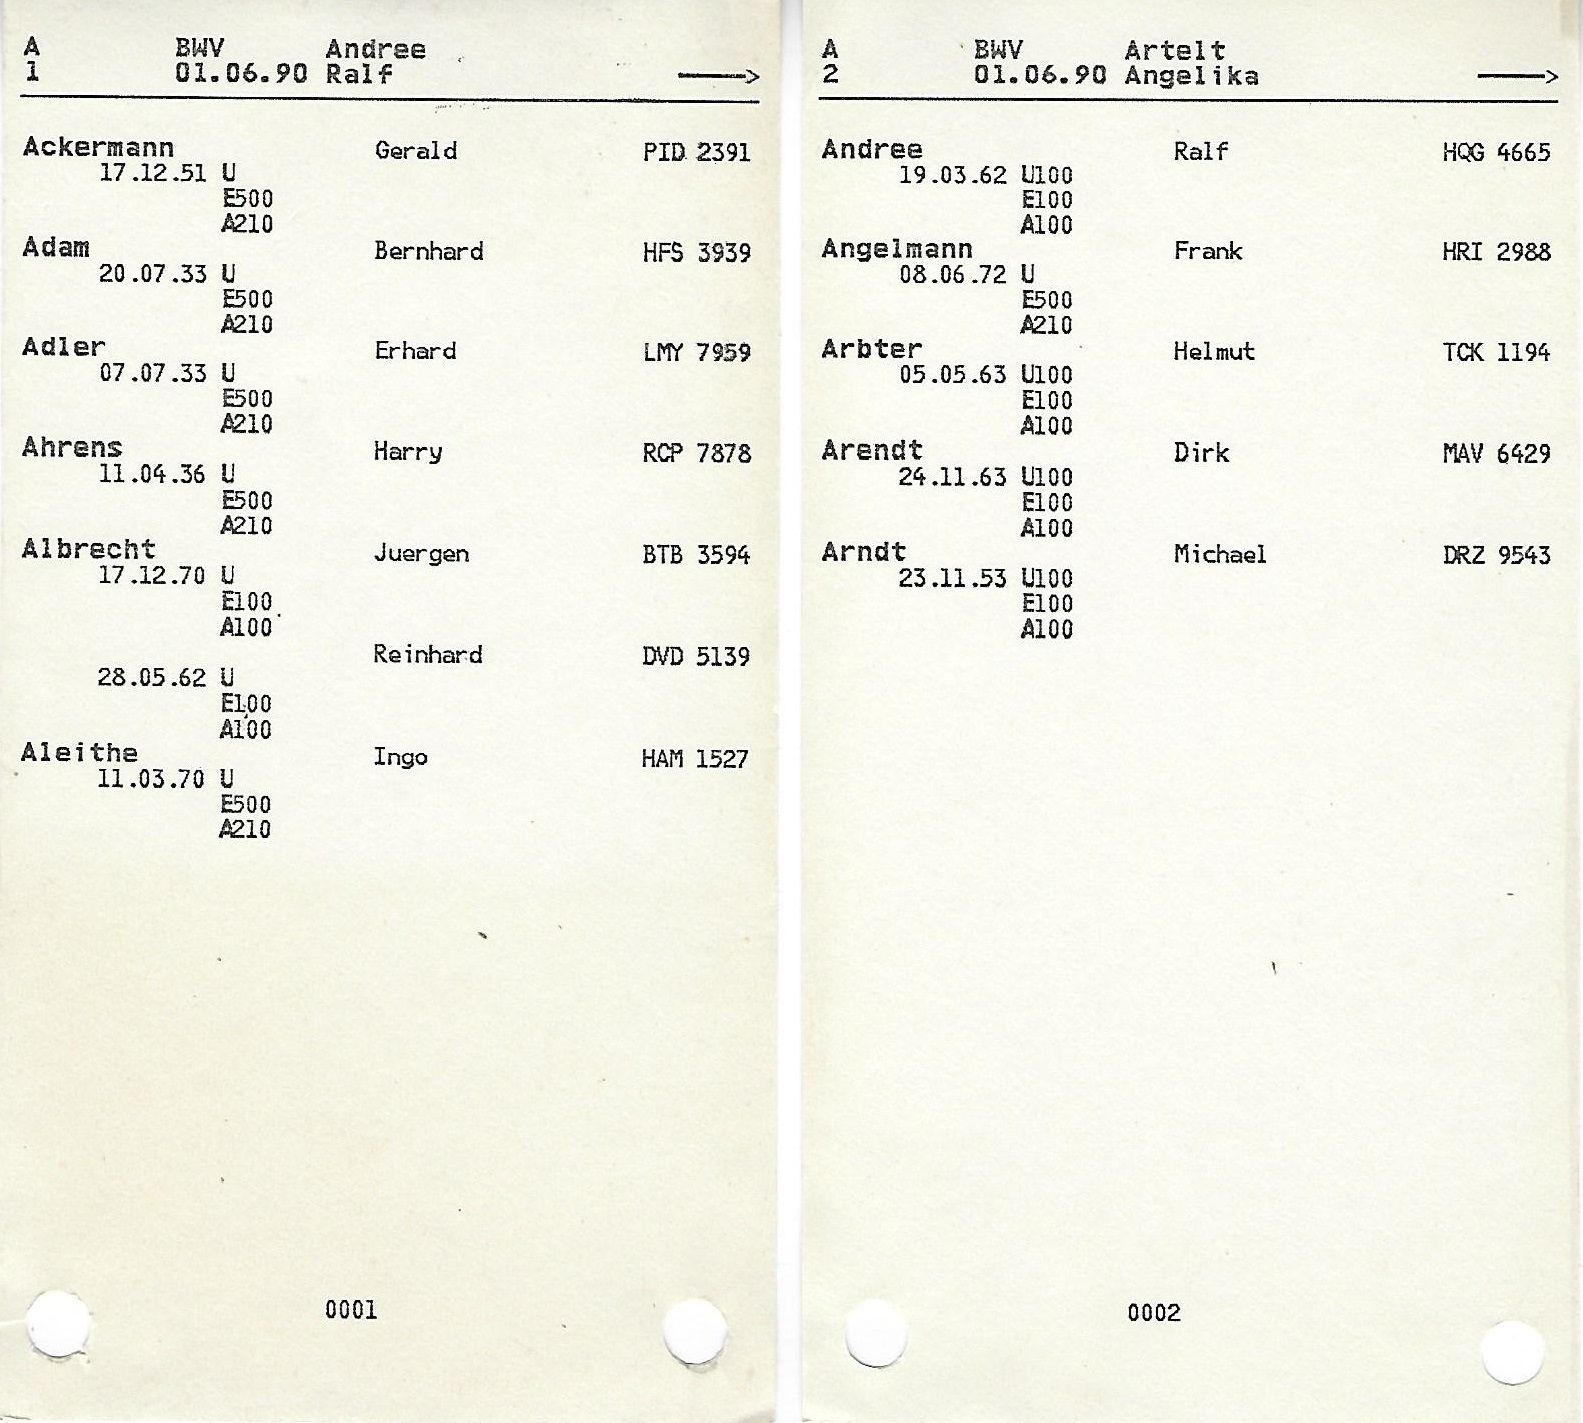 A BWV Andree
1 01.06.90 Ralf →
Ackermann Gerald PID 2391
17.12.51 U
E500
A210
Adam Bernhard HFS 3939
20.07.33 U
E500
A210
Adler Erhard LMY 7959
07.07.33 U
E500
A210
Ahrens Harry RCP 7878
11.04.36 U
E500
A210
Albrecht Juergen BTB 3594
17.12.70 U
E100
A100
Reinhard DVD 5139
28.05.62 U
E100
A100
Aleithe Ingo HAM 1527
11.03.70 U
E500
A210
0001
A BWV Artelt
2 01.06.90 Angelika →
Andree Ralf HQG 4665
19.03.62 U100
E100
A100
Angelmann Frank HRI 2988
08.06.72 U
E500
A210
Arbter Helmut TCK 1194
05.05.63 U100
E100
A100
Arendt Dirk MAV 6429
24.11.63 U100
E100
A100
Arndt Michael DRZ 9543
23.11.53 U100
E100
A100
0002